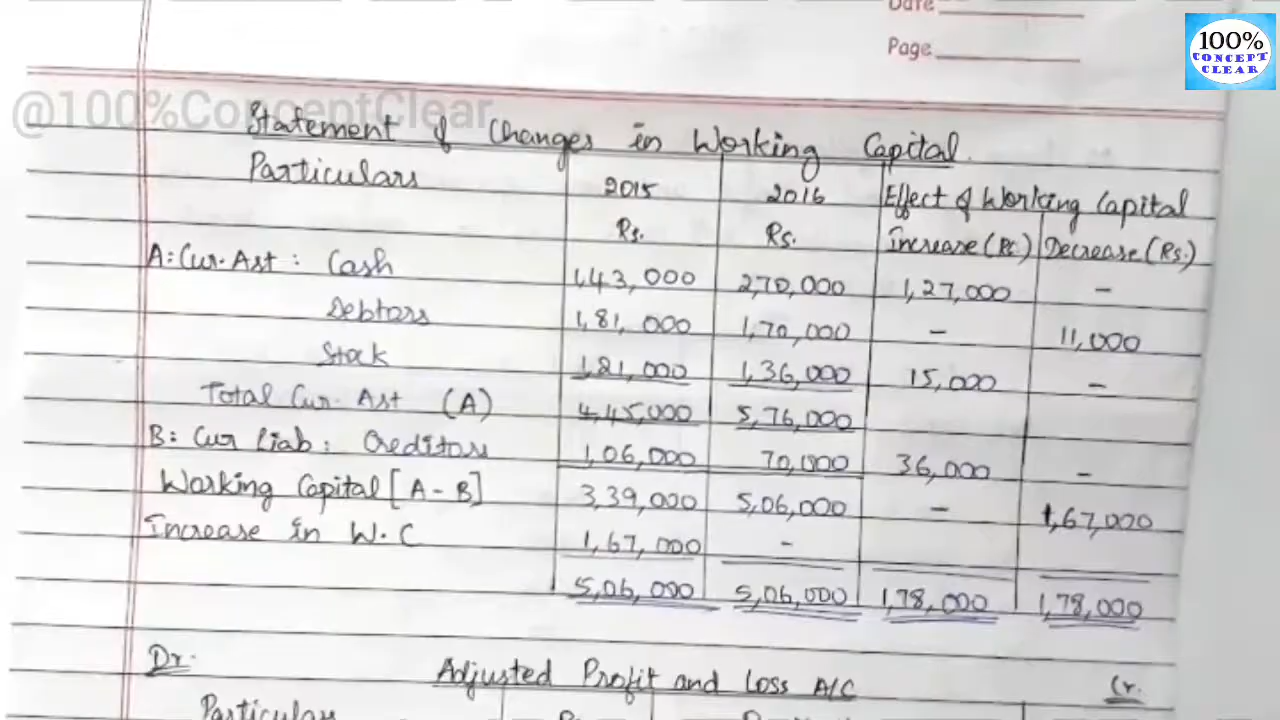 Date
Page
100%
CONCEPT
CLEAR
@100%ConceptClear
Statement of Changes in Working Capital.
Particulars 2015 2016 Effect of Working Capital
Rs. Rs. Increase (Rs.) Decrease (Rs.)
A: Cur. Ast : Cash 1,43,000 2,70,000 1,27,000 -
Debtors 1,81,000 1,70,000 - 11,000
Stock 1,21,000 1,36,000 15,000 -
Total Cur. Ast (A) 4,45,000 5,76,000
B: Cur Liab : Creditors 1,06,000 70,000 36,000 -
Working Capital [A - B] 3,39,000 5,06,000 - 1,67,000
Increase in W.C 1,67,000 -
5,06,000 5,06,000 1,78,000 1,78,000
Dr. Adjusted Profit and Loss A/C Cr.
Particulars